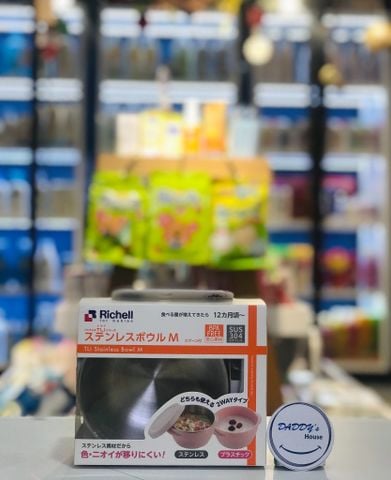 Richell
食べる量が増えてきたら 12カ月頃~
TLI
ステンレスボウル M
BPA FREE
SUS 304
TLI Stainless Bowl M
どちらも使える
2WAYタイプ
ステンレス素材だから
色・ニオイが移りにくい!
ステンレス
プラスチック
DADDY's
House